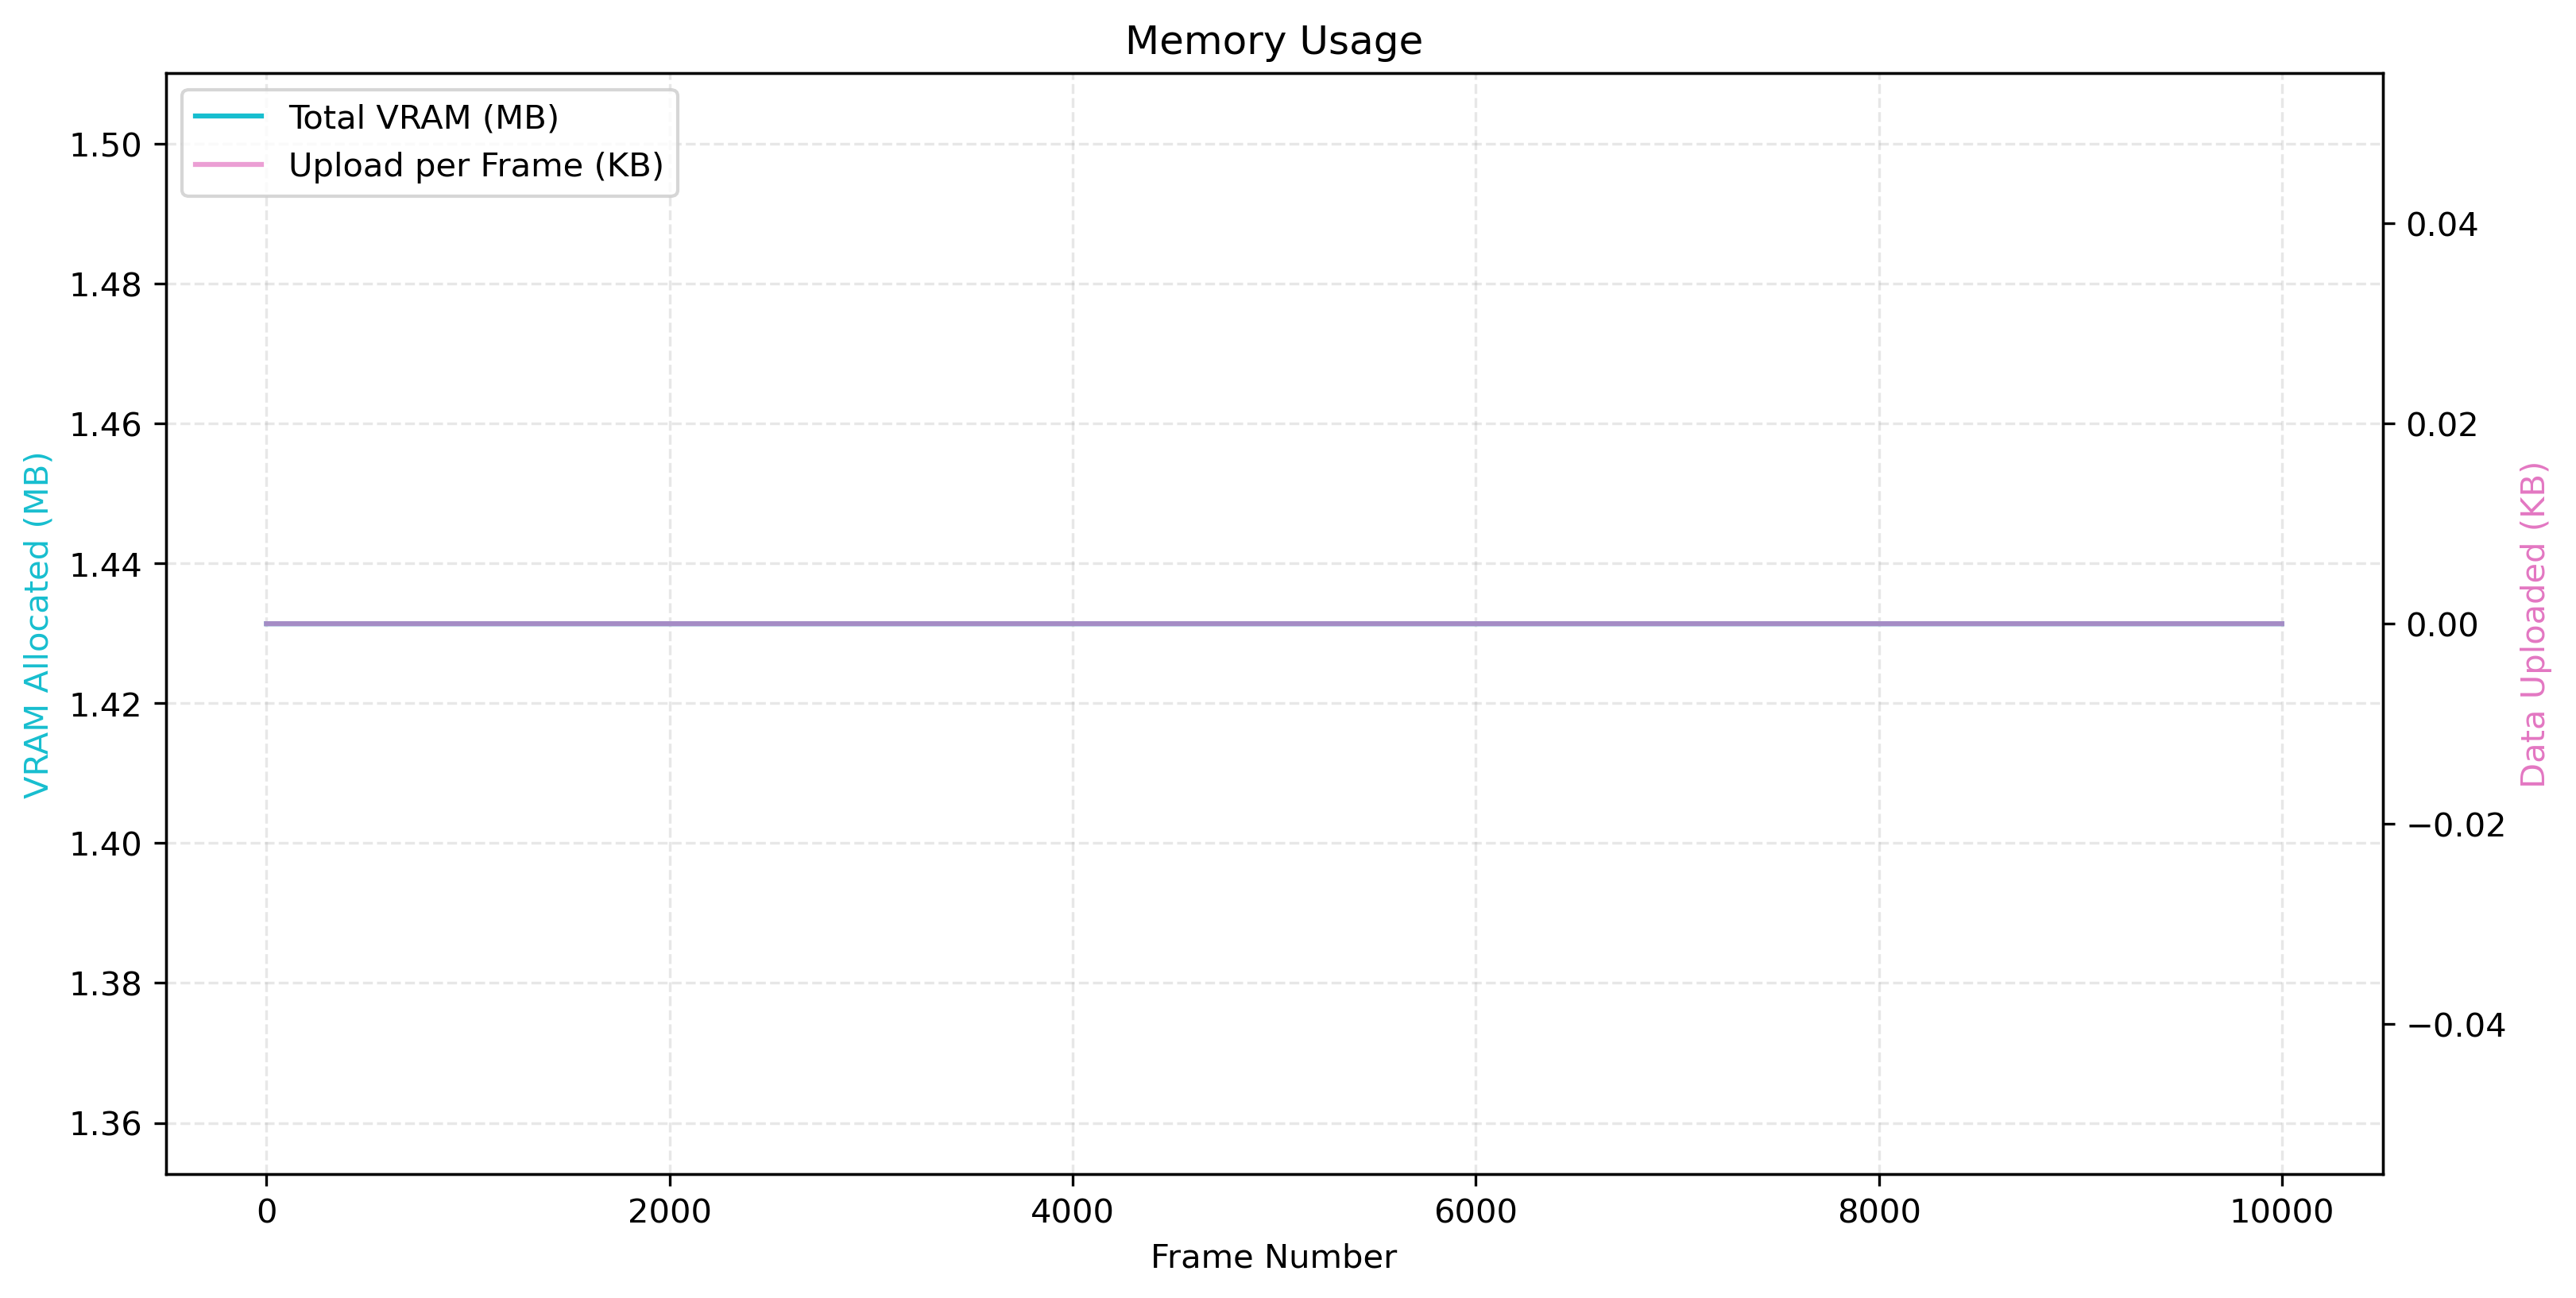 Memory Usage
Total VRAM (MB)
Upload per Frame (KB)
VRAM Allocated (MB)
1.50
1.48
1.46
1.44
1.42
1.40
1.38
1.36
0.04
0.02
0.00
−0.02
−0.04
Data Uploaded (KB)
0 2000 4000 6000 8000 10000
Frame Number